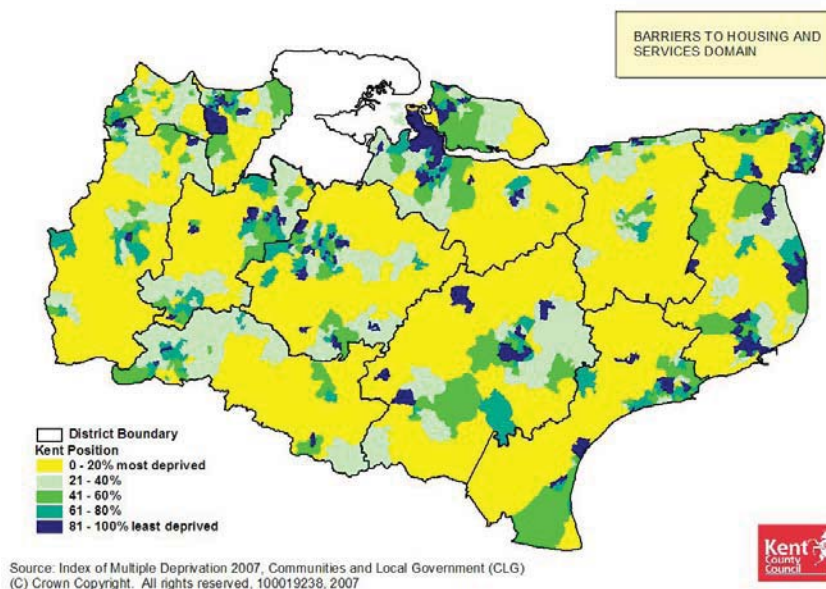 BARRIERS TO HOUSING AND
SERVICES DOMAIN
District Boundary
Kent Position
0 - 20% most deprived
21 - 40%
41 - 60%
61 - 80%
81 - 100% least deprived
Kent
County
Council
Source: Index of Multiple Deprivation 2007, Communities and Local Government (CLG)
(C) Crown Copyright. All rights reserved, 100019238, 2007